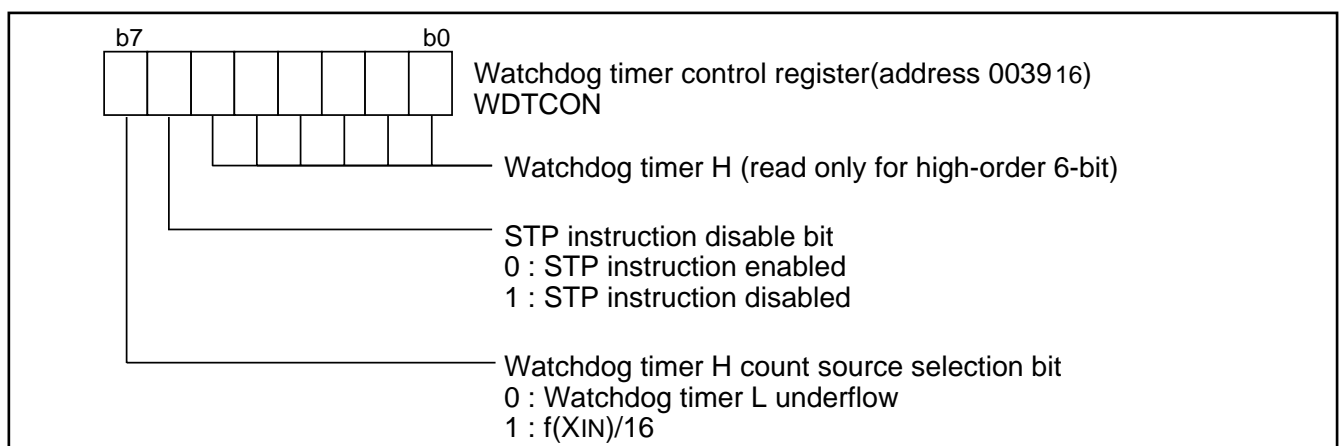 b7 b0
Watchdog timer control register(address 003916)
WDTCON
Watchdog timer H (read only for high-order 6-bit)
STP instruction disable bit
0 : STP instruction enabled
1 : STP instruction disabled
Watchdog timer H count source selection bit
0 : Watchdog timer L underflow
1 : f(XIN)/16